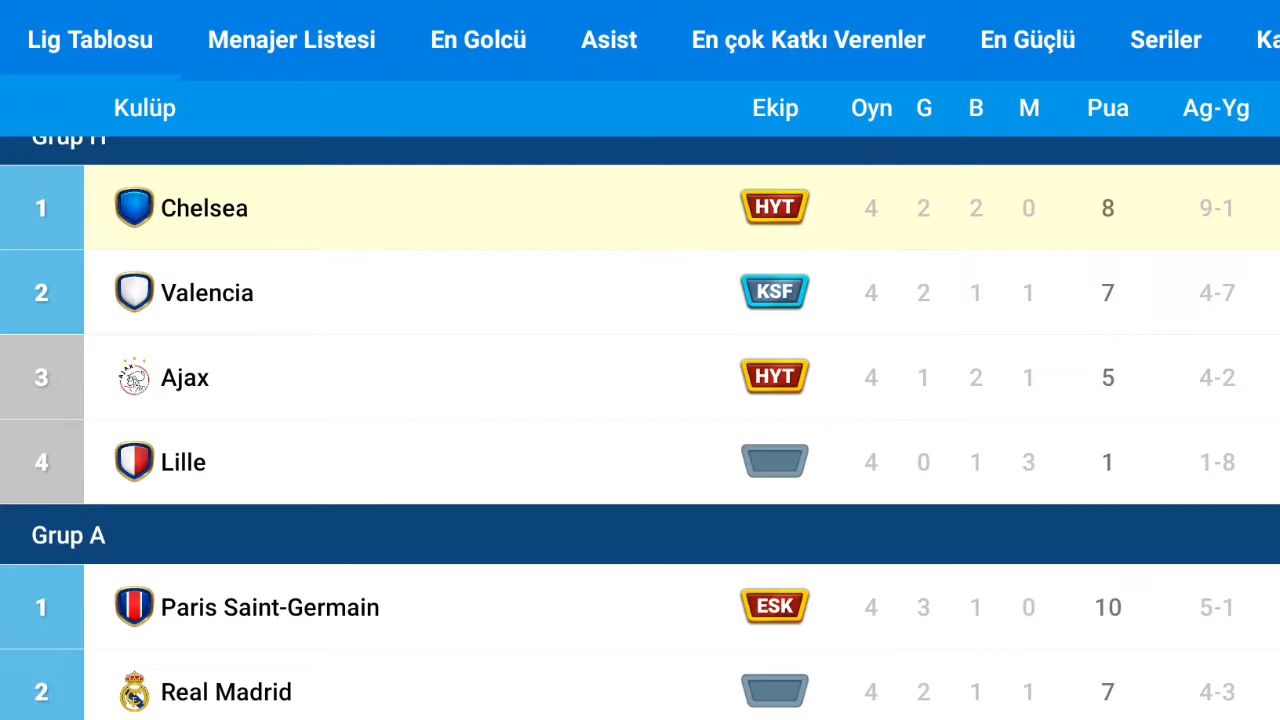 Lig Tablosu Menajer Listesi En Golcü Asist En çok Katkı Verenler En Güçlü Seriler
Kulüp Ekip Oyn G B M Pua Ag-Yg
Grup H
1 Chelsea HYT 4 2 2 0 8 9-1
2 Valencia KSF 4 2 1 1 7 4-7
3 Ajax HYT 4 1 2 1 5 4-2
4 Lille 4 0 1 3 1 1-8
Grup A
1 Paris Saint-Germain ESK 4 3 1 0 10 5-1
2 Real Madrid 4 2 1 1 7 4-3